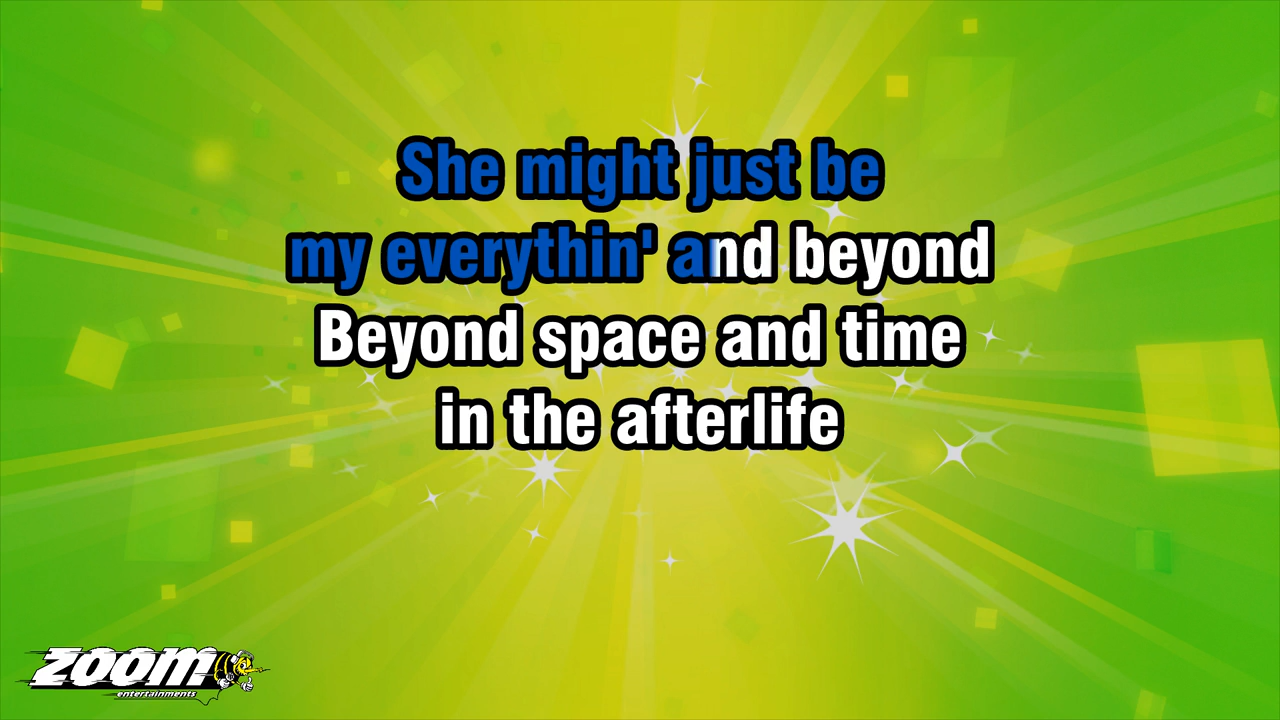 She might just be
my everythin' and beyond
Beyond space and time
in the afterlife
zoom
entertainments